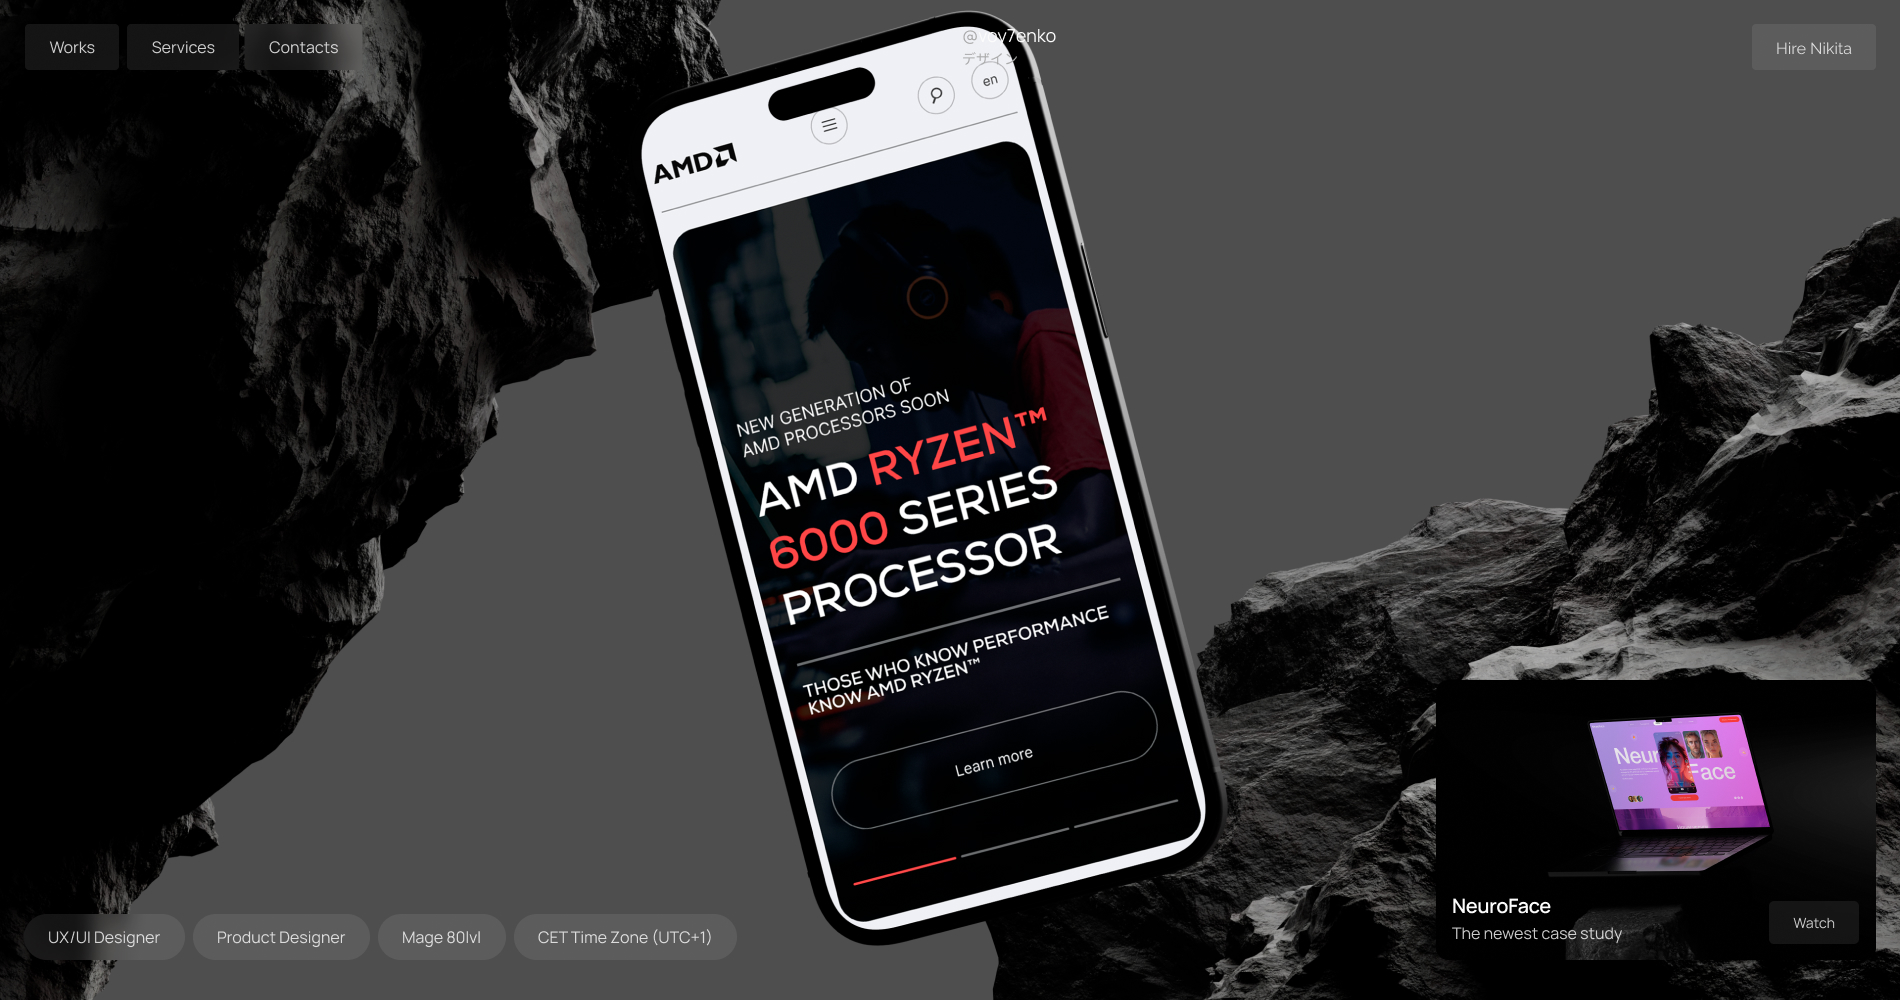 Works
Services
Contacts
デザイン
Hire Nikita
en
AMD
NEW GENERATION OF
AMD PROCESSORS SOON
AMD RYZEN™
6000 SERIES
PROCESSOR
THOSE WHO KNOW PERFORMANCE
KNOW AMD RYZEN™
Learn more
Neur Face
NeuroFace
The newest case study
Watch
UX/UI Designer
Product Designer
Mage 80lvl
CET Time Zone (UTC+1)